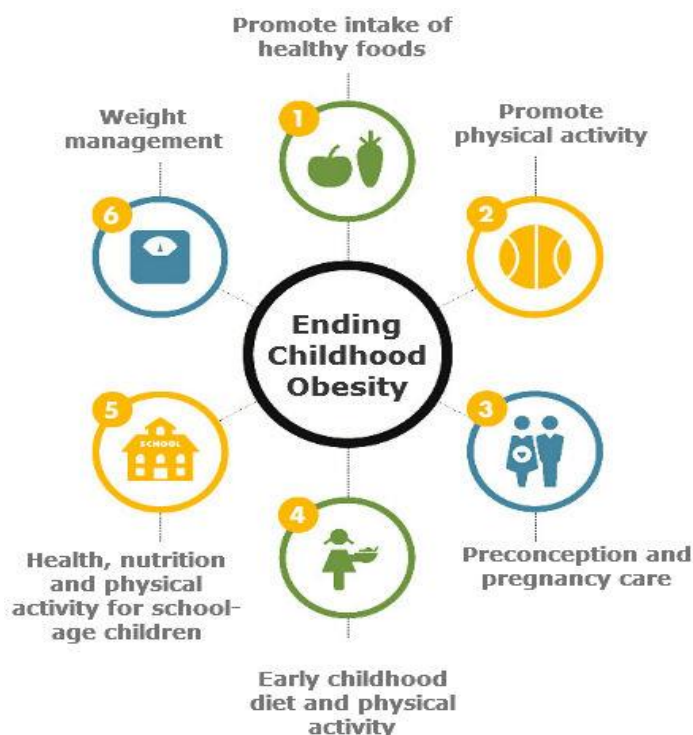 Promote intake of
healthy foods
1
Promote
physical activity
2
Weight
management
6
Ending
Childhood
Obesity
3
Preconception and
pregnancy care
5
SCHOOL
Health, nutrition
and physical
activity for school-
age children
4
Early childhood
diet and physical
activity